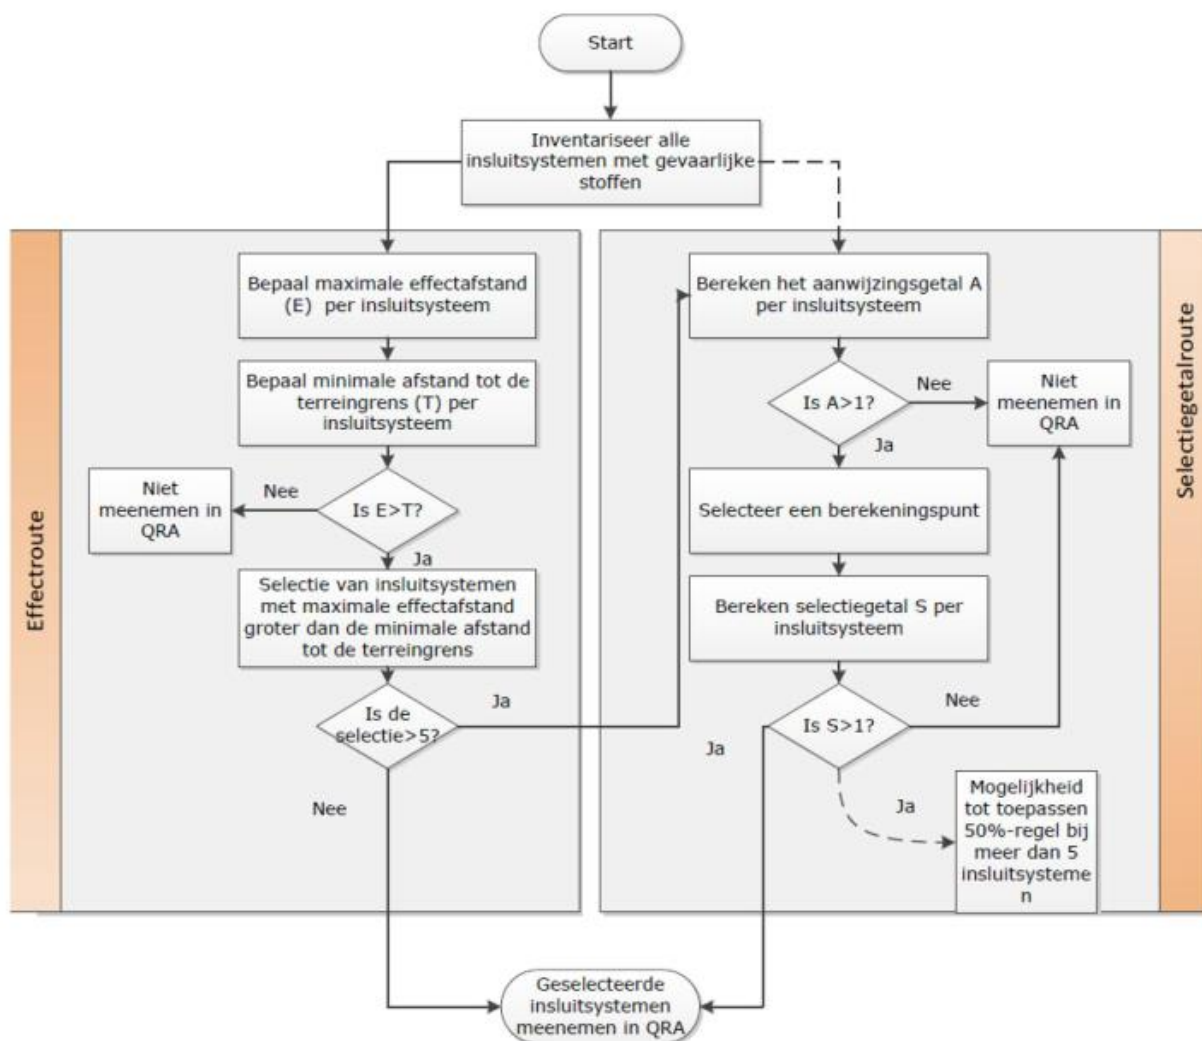 Start
Inventariseer alle
insluitsystemen met gevaarlijke
stoffen
Effectroute
Bepaal maximale effectafstand
(E) per insluitsysteem
Bepaal minimale afstand tot de
terreingrens (T) per
insluitsysteem
Is E>T?
Nee
Niet
meenemen in
QRA
Ja
Selectie van insluitsystemen
met maximale effectafstand
groter dan de minimale afstand
tot de terreingrens
Is de
selectie>5?
Ja
Nee
Selectiegetalroute
Bereken het aanwijzingsgetal A
per insluitsysteem
Is A>1?
Nee
Niet
meenemen in
QRA
Ja
Selecteer een berekeningspunt
Bereken selectiegetal S per
insluitsysteem
Is S>1?
Nee
Ja
Ja
Mogelijkheid
tot toepassen
50%-regel bij
meer dan 5
insluitsysteme
n
Geselecteerde
insluitsystemen
meenemen in QRA